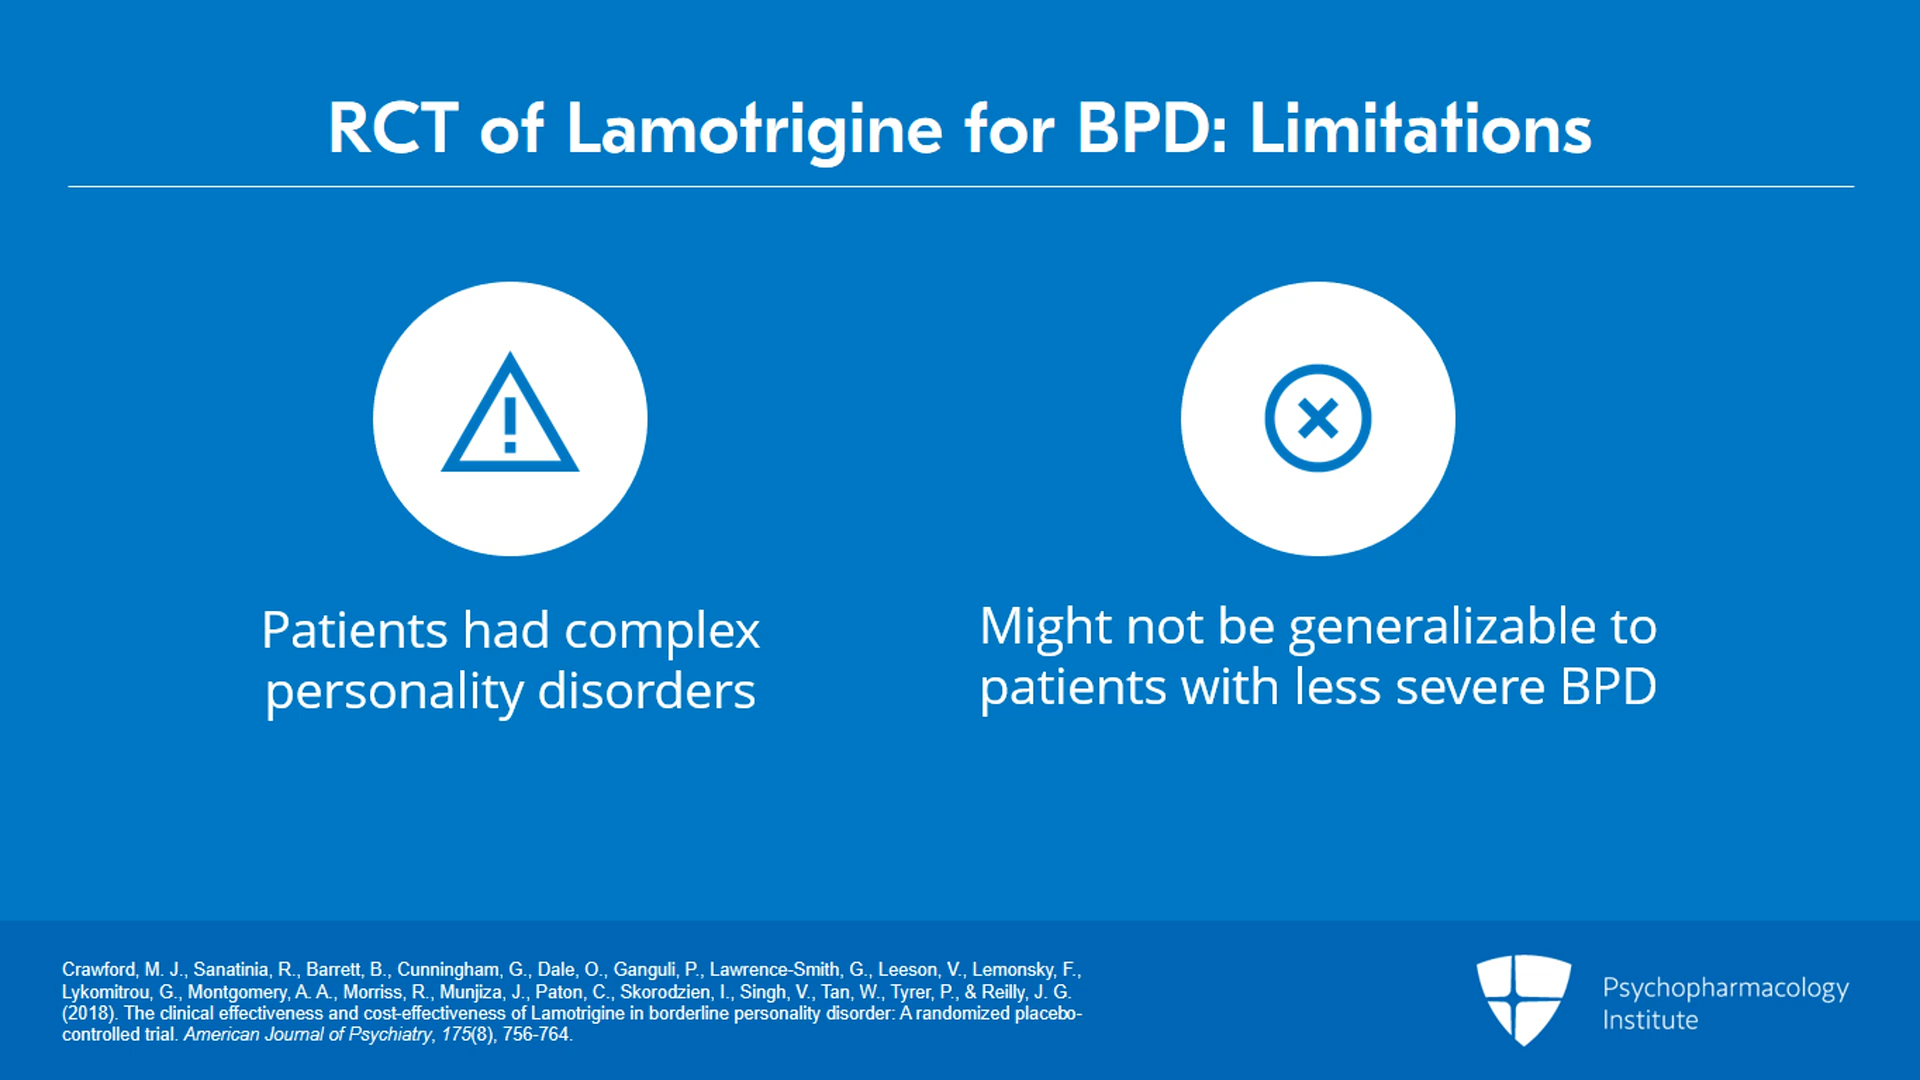 RCT of Lamotrigine for BPD: Limitations
Patients had complex
personality disorders
Might not be generalizable to
patients with less severe BPD
Crawford, M. J., Sanatinia, R., Barrett, B., Cunningham, G., Dale, O., Ganguli, P., Lawrence-Smith, G., Leeson, V., Lemonsky, F.,
Lykomitrou, G., Montgomery, A. A., Morriss, R., Munjiza, J., Paton, C., Skorodzien, I., Singh, V., Tan, W., Tyrer, P., & Reilly, J. G.
(2018). The clinical effectiveness and cost-effectiveness of Lamotrigine in borderline personality disorder: A randomized placebo-
controlled trial. American Journal of Psychiatry, 175(8), 756-764.
Psychopharmacology
Institute